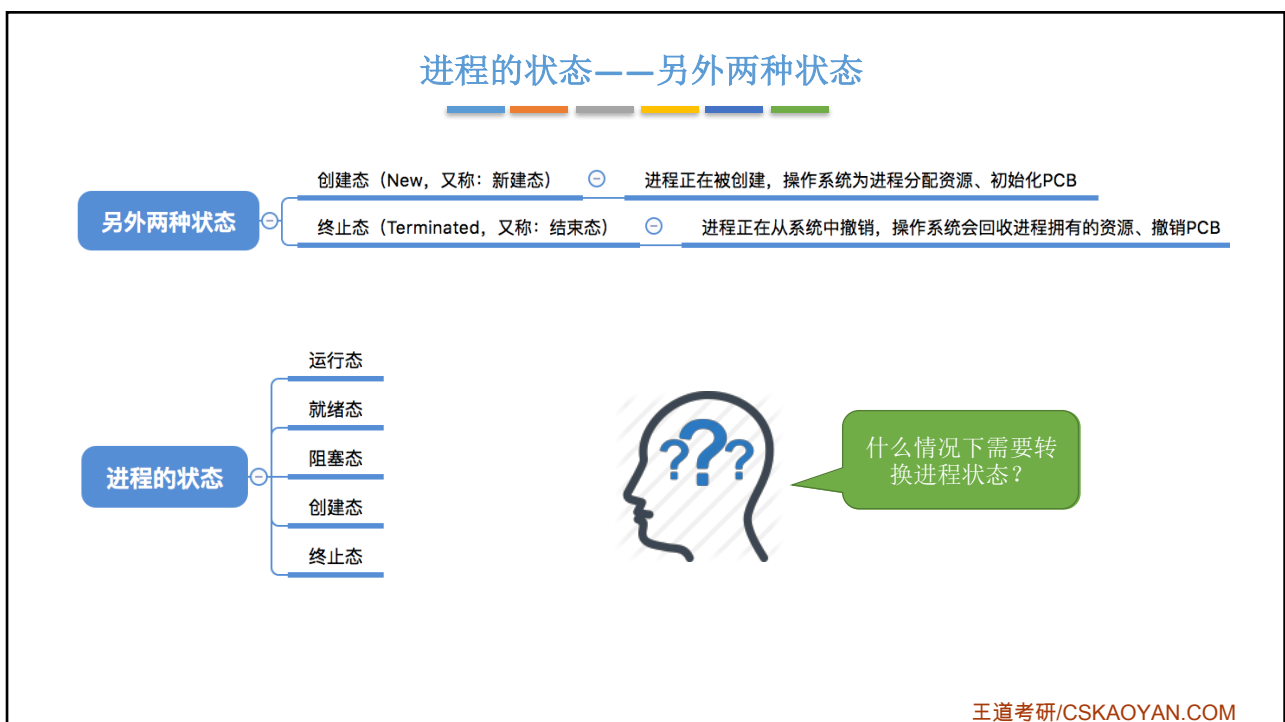 进程的状态——另外两种状态
另外两种状态
创建态（New，又称：新建态）
进程正在被创建，操作系统为进程分配资源、初始化PCB
终止态（Terminated，又称：结束态）
进程正在从系统中撤销，操作系统会回收进程拥有的资源、撤销PCB
进程的状态
运行态
就绪态
阻塞态
创建态
终止态
???
什么情况下需要转
换进程状态？
王道考研/CSKAOYAN.COM